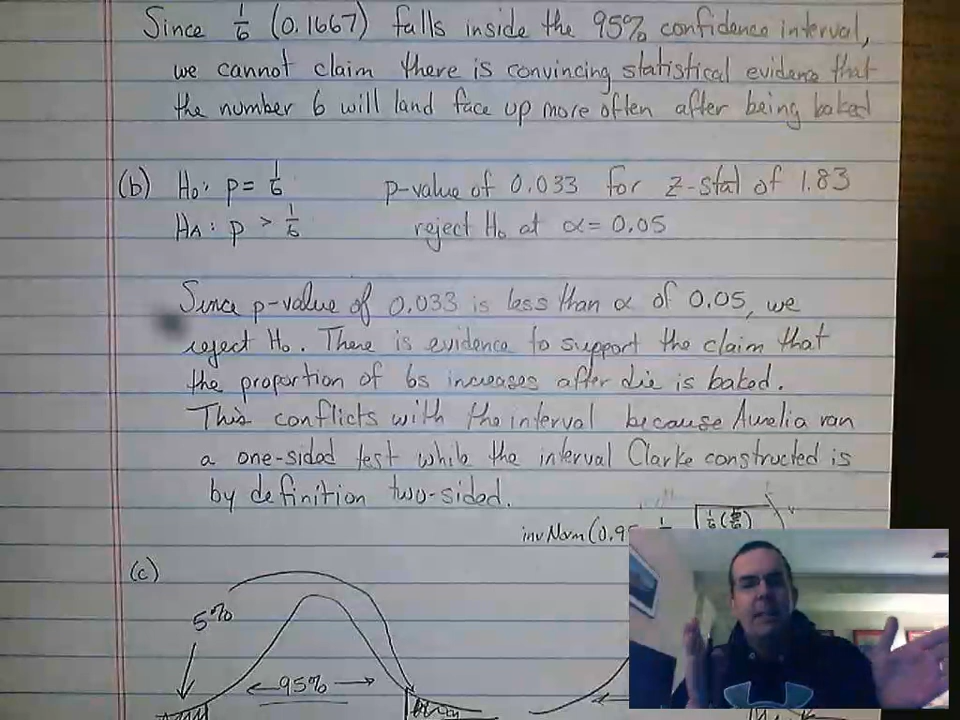 Since 1/6 (0.1667) falls inside the 95% confidence interval,
we cannot claim there is convincing statistical evidence that
the number 6 will land face up more often after being baked
(b) H₀: p = 1/6 p-value of 0.033 for z-stat of 1.83
Hᴀ: p > 1/6 reject H₀ at α = 0.05
Since p-value of 0.033 is less than α of 0.05, we
reject H₀. There is evidence to support the claim that
the proportion of 6s increases after die is baked.
This conflicts with the interval because Aurelia ran
a one-sided test while the interval Clarke constructed is
by definition two-sided.
invNorm(0.95
(c)
5%
95%